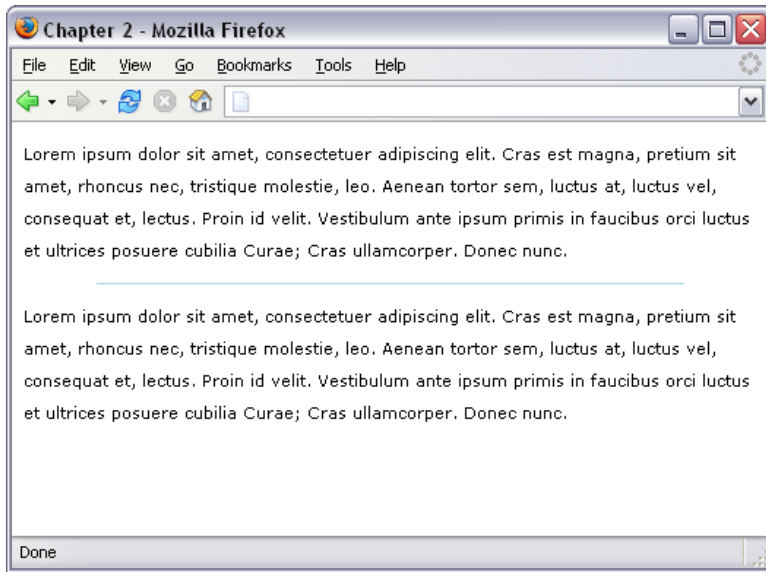 Chapter 2 - Mozilla Firefox
File Edit View Go Bookmarks Tools Help
Lorem ipsum dolor sit amet, consectetuer adipiscing elit. Cras est magna, pretium sit
amet, rhoncus nec, tristique molestie, leo. Aenean tortor sem, luctus at, luctus vel,
consequat et, lectus. Proin id velit. Vestibulum ante ipsum primis in faucibus orci luctus
et ultrices posuere cubilia Curae; Cras ullamcorper. Donec nunc.
Lorem ipsum dolor sit amet, consectetuer adipiscing elit. Cras est magna, pretium sit
amet, rhoncus nec, tristique molestie, leo. Aenean tortor sem, luctus at, luctus vel,
consequat et, lectus. Proin id velit. Vestibulum ante ipsum primis in faucibus orci luctus
et ultrices posuere cubilia Curae; Cras ullamcorper. Donec nunc.
Done